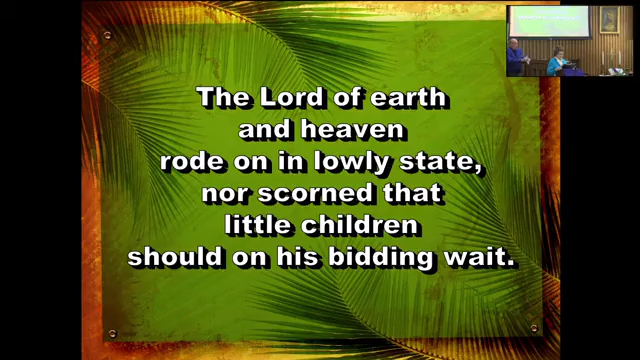 The Lord of earth
and heaven
rode on in lowly state,
nor scorned that
little children
should on his bidding wait.